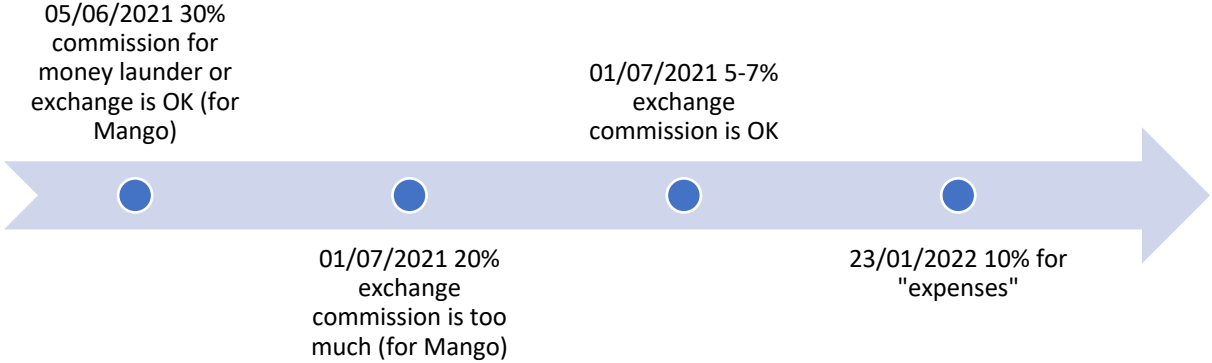 05/06/2021 30%
commission for
money launder or
exchange is OK (for
Mango)
01/07/2021 20%
exchange
commission is too
much (for Mango)
01/07/2021 5-7%
exchange
commission is OK
23/01/2022 10% for
"expenses"